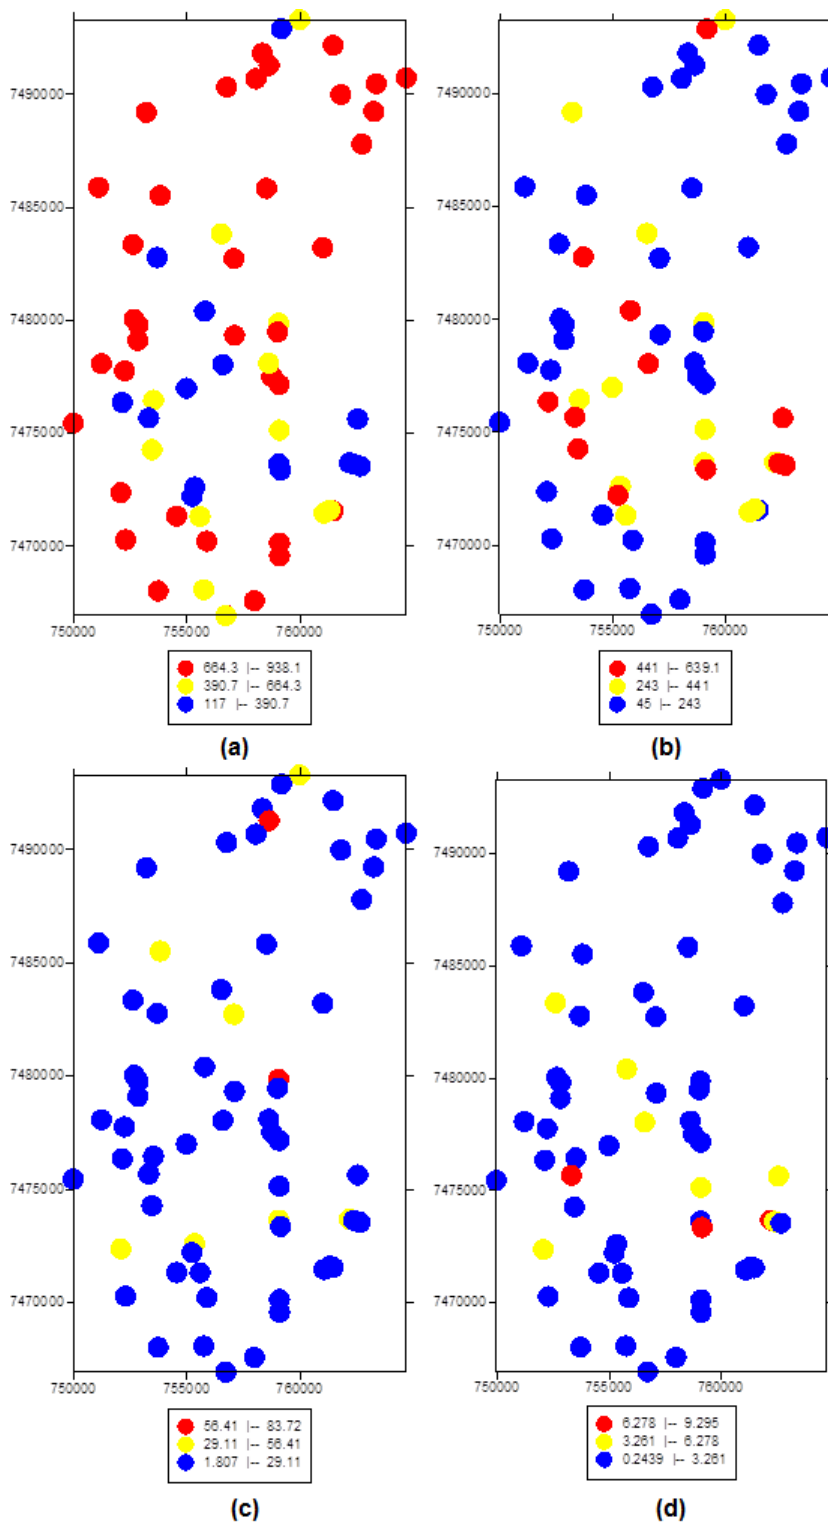 7490000
7485000
7480000
7475000
7470000
750000 755000 760000
664.3 |-- 938.1
390.7 |-- 664.3
117 |-- 390.7
(a)
7490000
7485000
7480000
7475000
7470000
750000 755000 760000
441 |-- 639.1
243 |-- 441
45 |-- 243
(b)
7490000
7485000
7480000
7475000
7470000
750000 755000 760000
56.41 |-- 83.72
29.11 |-- 56.41
1.807 |-- 29.11
(c)
7490000
7485000
7480000
7475000
7470000
750000 755000 760000
6.278 |-- 9.295
3.261 |-- 6.278
0.2439 |-- 3.261
(d)